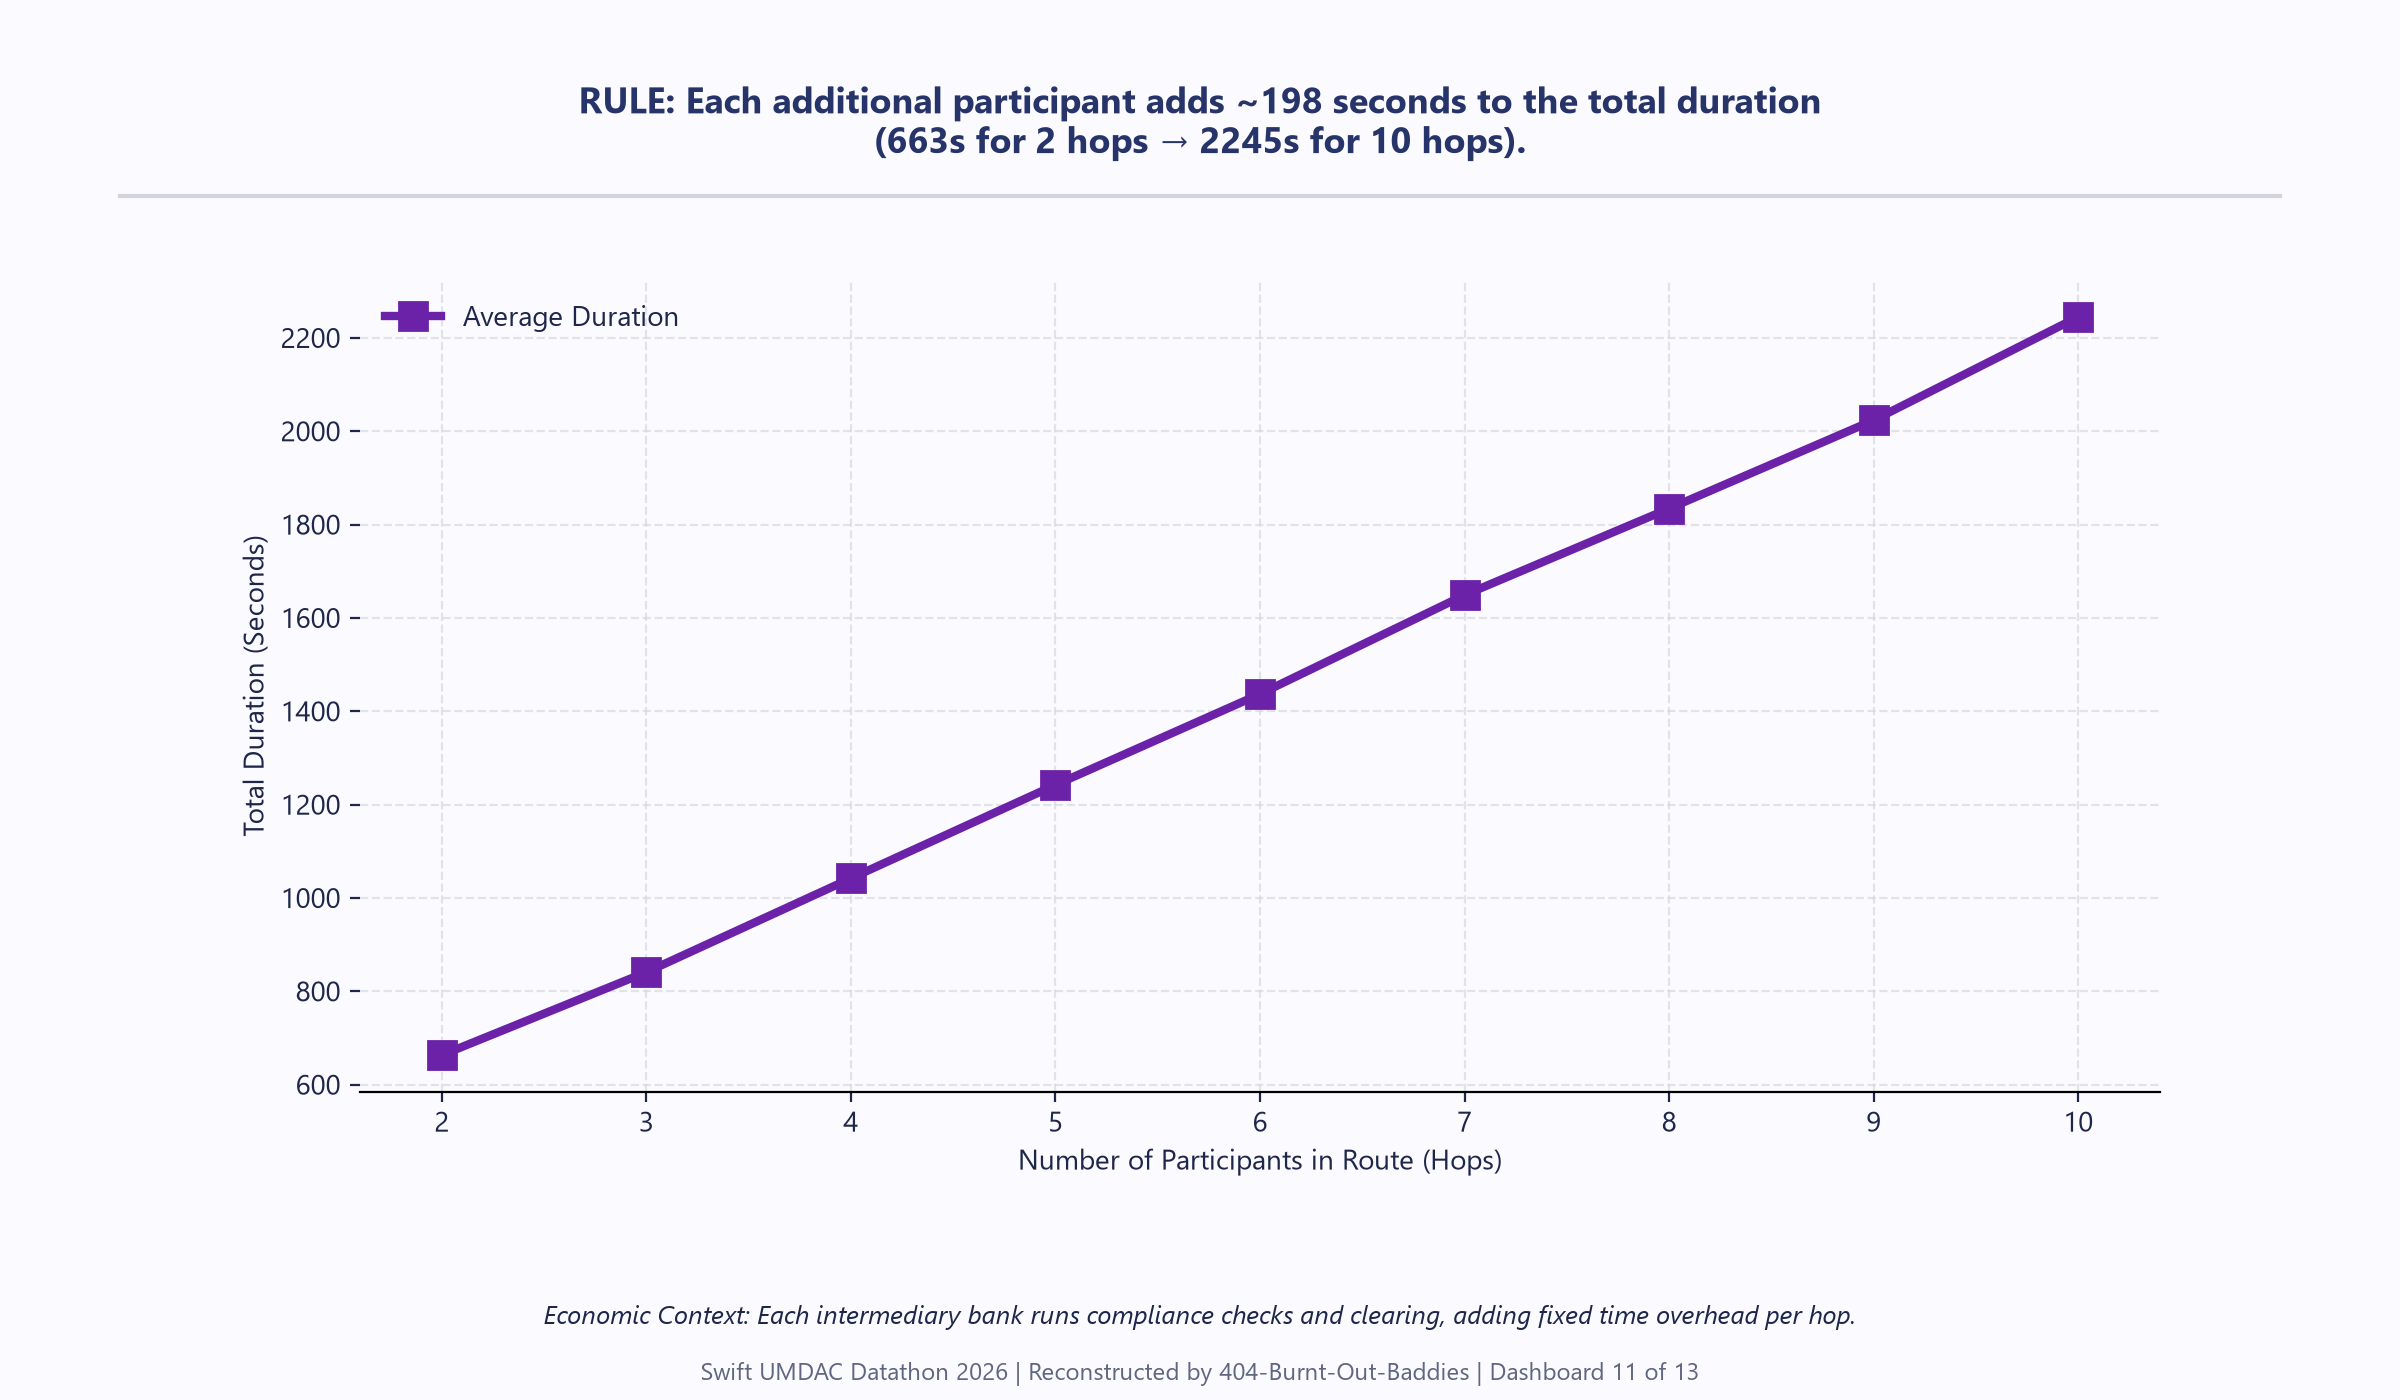 RULE: Each additional participant adds ~198 seconds to the total duration
(663s for 2 hops → 2245s for 10 hops).
Average Duration
2200
2000
1800
1600
1400
1200
1000
800
600
Total Duration (Seconds)
2 3 4 5 6 7 8 9 10
Number of Participants in Route (Hops)
Economic Context: Each intermediary bank runs compliance checks and clearing, adding fixed time overhead per hop.
Swift UMDAC Datathon 2026 | Reconstructed by 404-Burnt-Out-Baddies | Dashboard 11 of 13